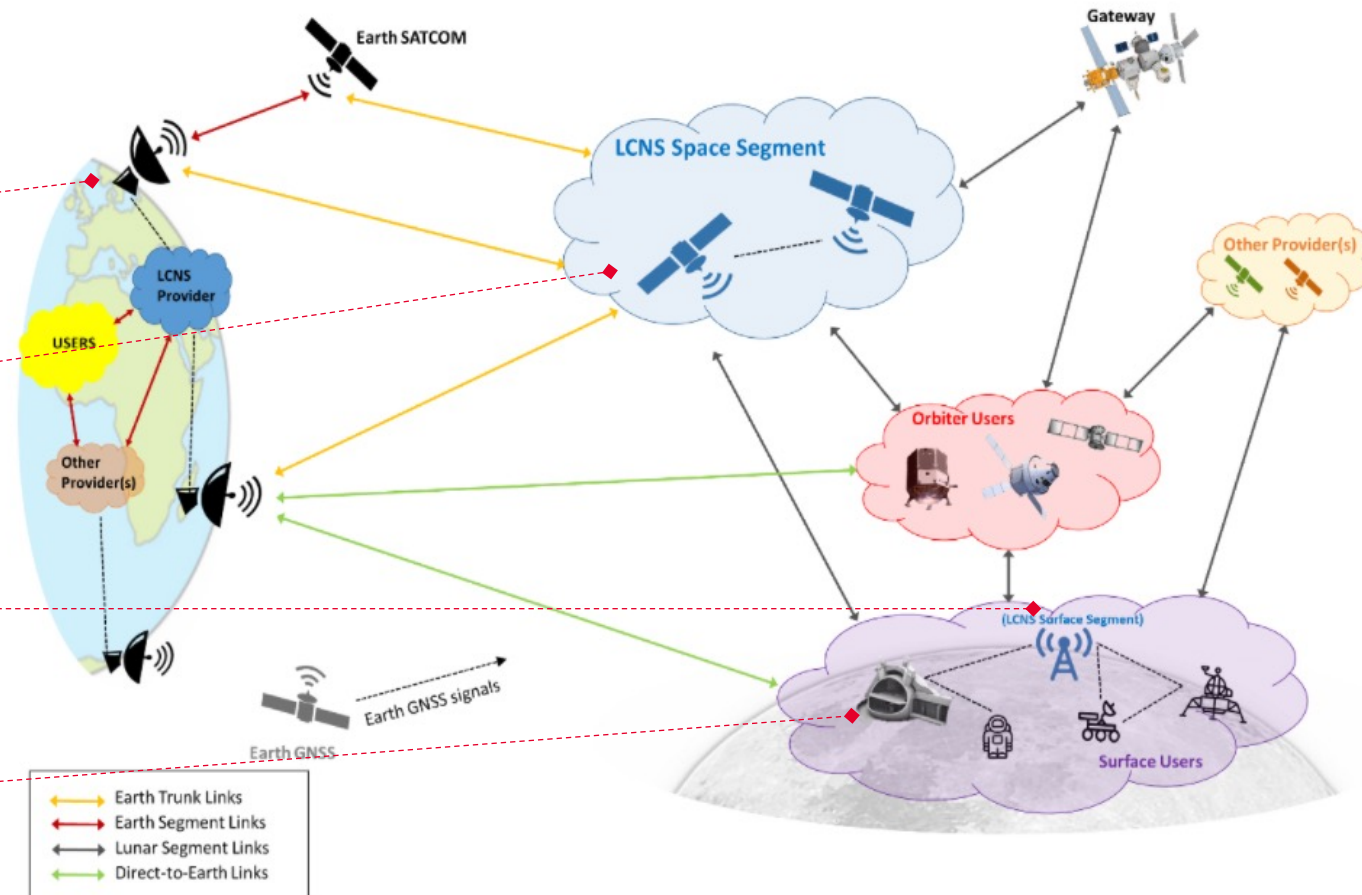 Gateway
Earth SATCOM
LCNS Space Segment
Other Provider(s)
LCNS
Provider
USERS
Orbiter Users
Other
Provider(s)
(LCNS Surface Segment)
Earth GNSS signals
Earth GNSS
Surface Users
Earth Trunk Links
Earth Segment Links
Lunar Segment Links
Direct-to-Earth Links